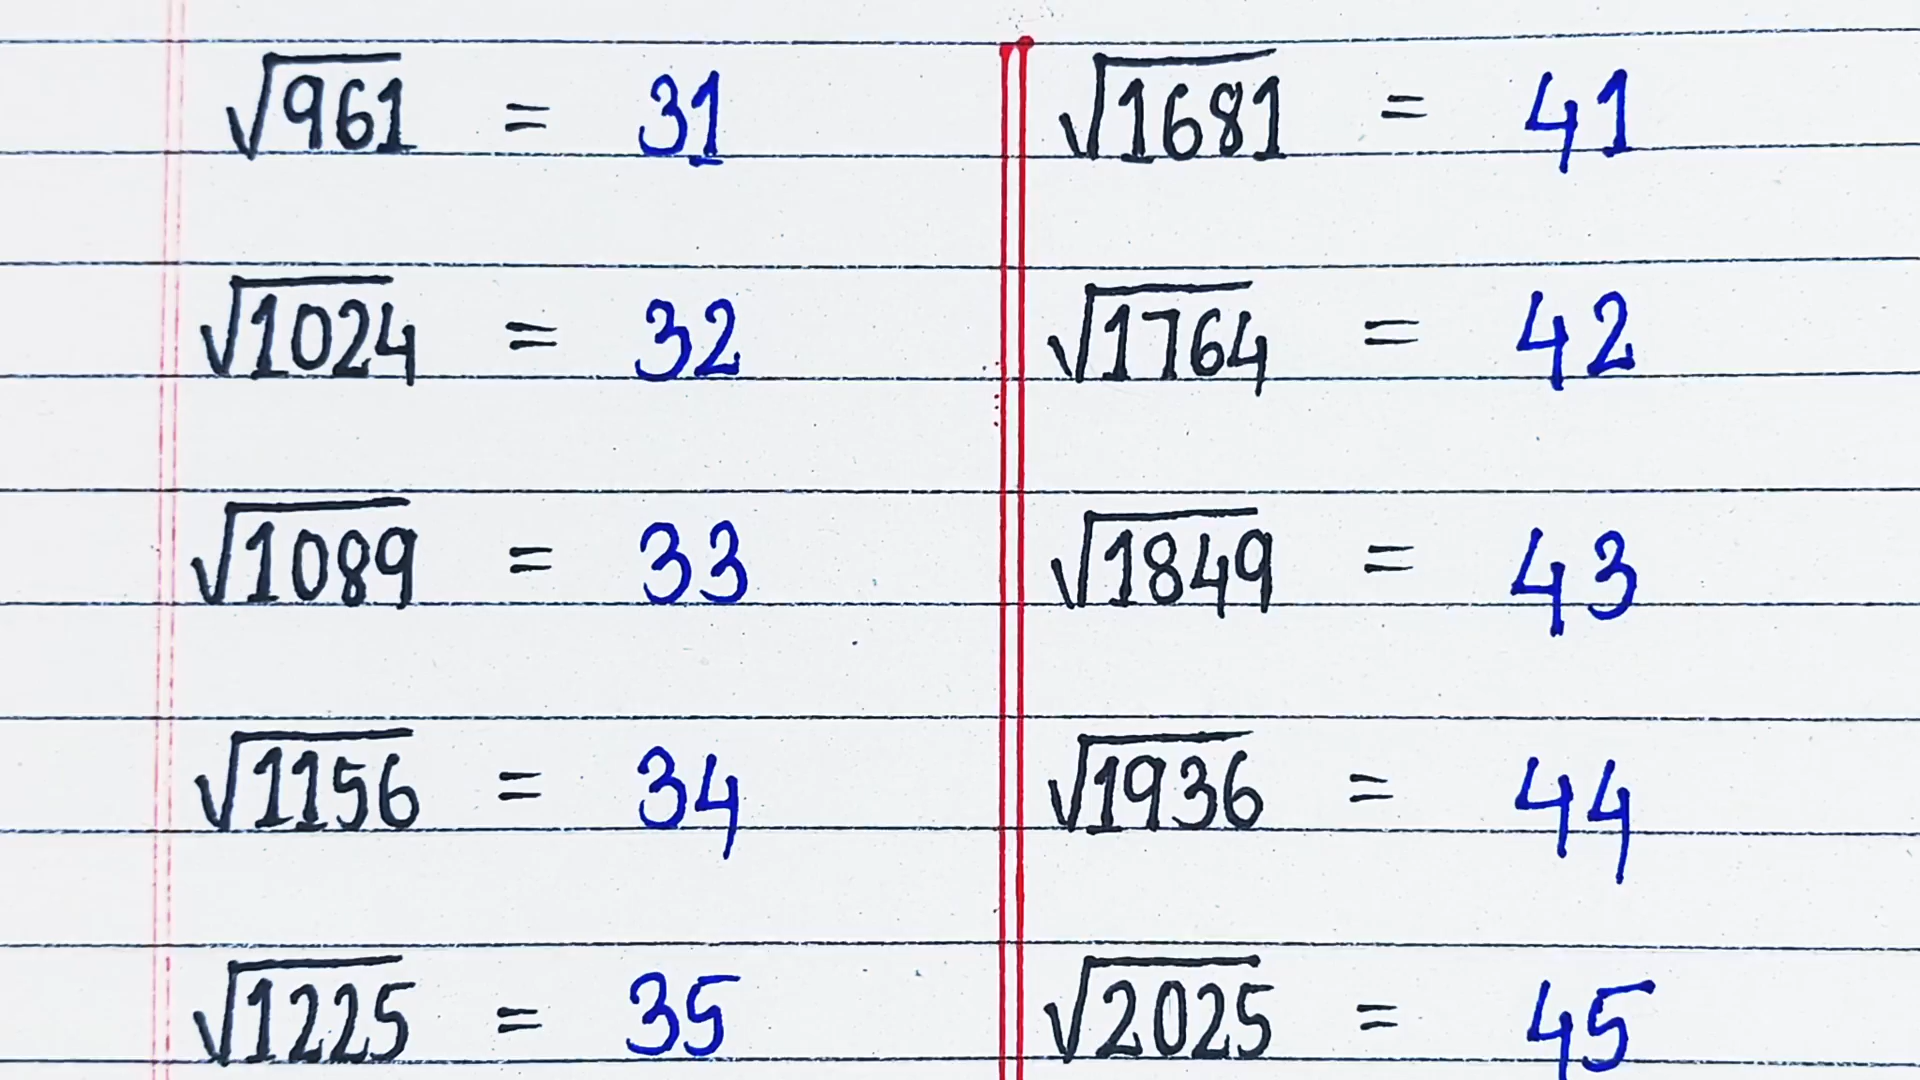 √961 = 31
√1024 = 32
√1089 = 33
√1156 = 34
√1225 = 35
√1681 = 41
√1764 = 42
√1849 = 43
√1936 = 44
√2025 = 45